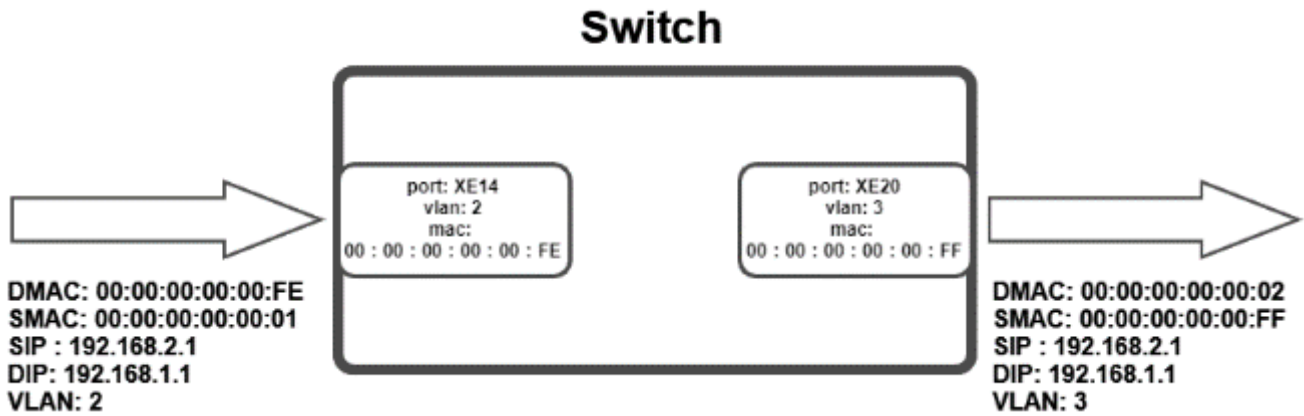 Switch
port: XE14
vlan: 2
mac:
00 : 00 : 00 : 00 : 00 : FE
port: XE20
vlan: 3
mac:
00 : 00 : 00 : 00 : 00 : FF
DMAC: 00:00:00:00:00:FE
SMAC: 00:00:00:00:00:01
SIP : 192.168.2.1
DIP: 192.168.1.1
VLAN: 2
DMAC: 00:00:00:00:00:02
SMAC: 00:00:00:00:00:FF
SIP : 192.168.2.1
DIP: 192.168.1.1
VLAN: 3